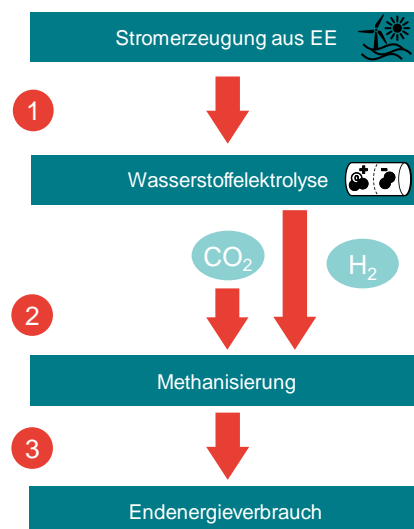 Stromerzeugung aus EE
1
Wasserstoffelektrolyse
CO₂
H₂
2
Methanisierung
3
Endenergieverbrauch